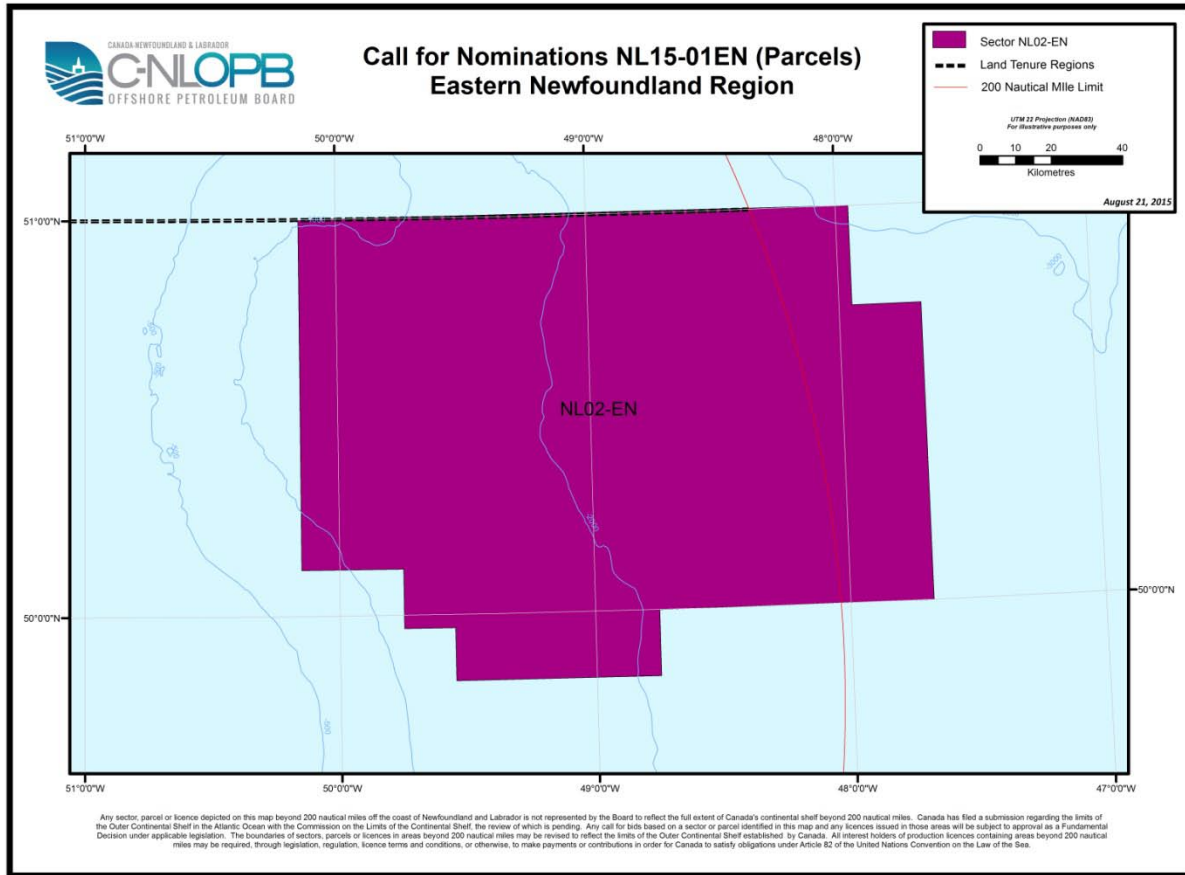 CANADA-NEWFOUNDLAND & LABRADOR
C-NLOPB
OFFSHORE PETROLEUM BOARD
Call for Nominations NL15-01EN (Parcels)
Eastern Newfoundland Region
Sector NL02-EN
Land Tenure Regions
200 Nautical MIle Limit
UTM 22 Projection (NAD83)
For illustrative purposes only
0 10 20 40
Kilometres
August 21, 2015
51°0'0"W 50°0'0"W 49°0'0"W 48°0'0"W
51°0'0"N
-3000
NL02-EN
-2000
50°0'0"N
50°0'0"N
-500
51°0'0"W 50°0'0"W 49°0'0"W 48°0'0"W 47°0'0"W
Any sector, parcel or licence depicted on this map beyond 200 nautical miles off the coast of Newfoundland and Labrador is not represented by the Board to reflect the full extent of Canada's continental shelf beyond 200 nautical miles. Canada has filed a submission regarding the limits of
the Outer Continental Shelf in the Atlantic Ocean with the Commission on the Limits of the Continental Shelf, the review of which is pending. Any call for bids based on a sector or parcel identified in this map and any licences issued in those areas will be subject to approval as a Fundamental
Decision under applicable legislation. The boundaries of sectors, parcels or licences in areas beyond 200 nautical miles may be revised to reflect the limits of the Outer Continental Shelf established by Canada. All interest holders of production licences containing areas beyond 200 nautical
miles may be required, through legislation, regulation, licence terms and conditions, or otherwise, to make payments or contributions in order for Canada to satisfy obligations under Article 82 of the United Nations Convention on the Law of the Sea.